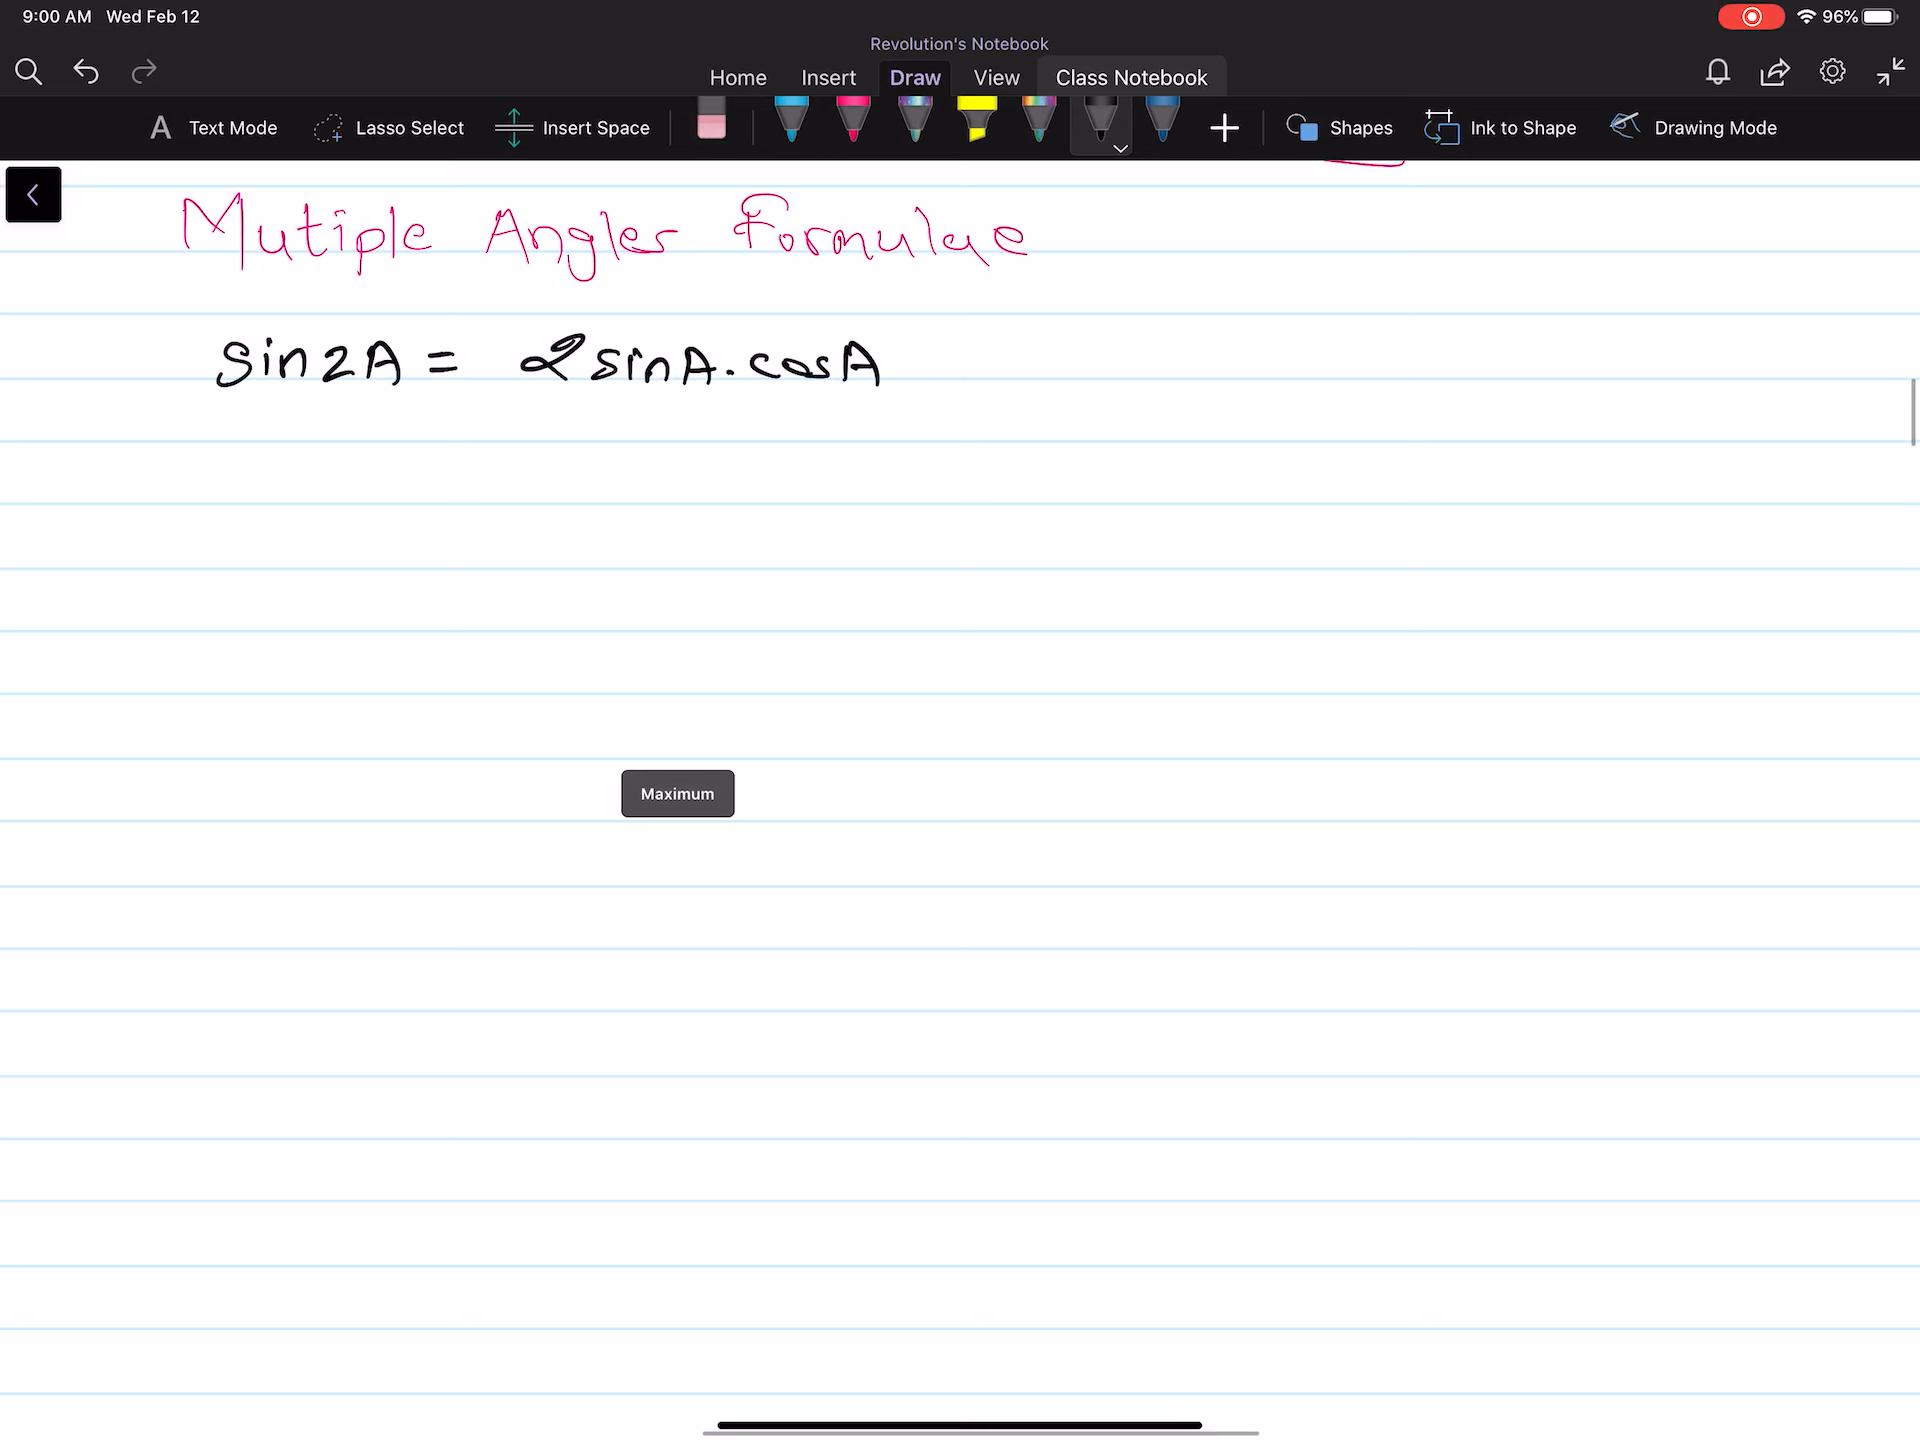 9:00 AM Wed Feb 12 96%
Revolution's Notebook
Home Insert Draw View Class Notebook
A Text Mode Lasso Select Insert Space Shapes Ink to Shape Drawing Mode
Mutiple Angles Formulae
sin2A = 2sinA.cosA
Maximum